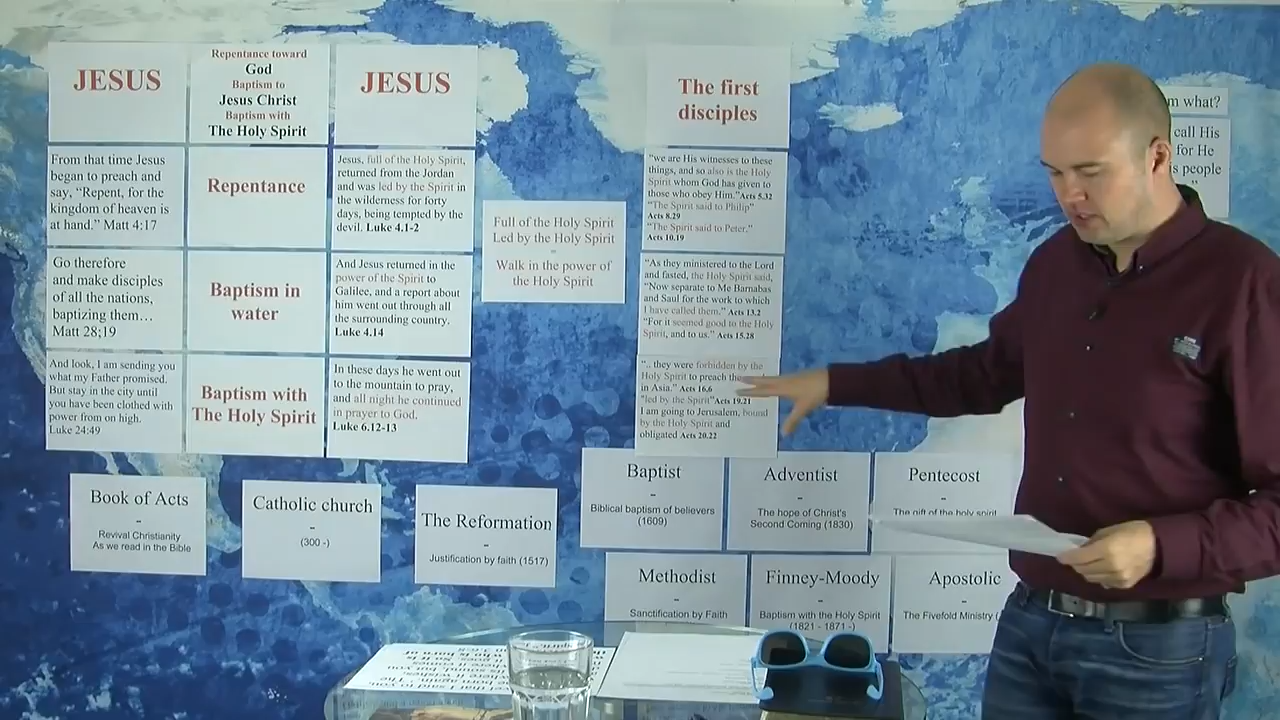 JESUS
Repentance toward
God
Baptism to
Jesus Christ
Baptism with
The Holy Spirit
JESUS
From that time Jesus
began to preach and
say, “Repent, for the
kingdom of heaven is
at hand.” Matt 4:17
Repentance
Jesus, full of the Holy Spirit,
returned from the Jordan
and was led by the Spirit in
the wilderness for forty
days, being tempted by the
devil. Luke 4.1-2
Go therefore
and make disciples
of all the nations,
baptizing them…
Matt 28;19
Baptism in
water
And Jesus returned in the
power of the Spirit to
Galilee, and a report about
him went out through all
the surrounding country.
Luke 4.14
And look, I am sending you
what my Father promised.
But stay in the city until
you have been clothed with
power from on high.
Luke 24:49
Baptism with
The Holy Spirit
In these days he went out
to the mountain to pray,
and all night he continued
in prayer to God.
Luke 6.12-13
Full of the Holy Spirit
Led by the Holy Spirit
-
Walk in the power of
the Holy Spirit
The first
disciples
“we are His witnesses to these
things, and so also is the Holy
Spirit whom God has given to
those who obey Him.” Acts 5.32
“The Spirit said to Philip”
Acts 8.29
“The Spirit said to Peter,”
Acts 10.19
“As they ministered to the Lord
and fasted, the Holy Spirit said,
“Now separate to Me Barnabas
and Saul for the work to which
I have called them.” Acts 13.2
“For it seemed good to the Holy
Spirit, and to us.” Acts 15.28
“.. they were forbidden by the
Holy Spirit to preach the
in Asia.” Acts 16.6
“led by the Spirit” Acts 19.21
I am going to Jerusalem, bound
by the Holy Spirit and
obligated Acts 20.22
what?
call His
for He
people
Book of Acts
-
Revival Christianity
As we read in the Bible
Catholic church
-
(300 -)
The Reformation
-
Justification by faith (1517)
Baptist
-
Biblical baptism of believers
(1609)
Adventist
-
The hope of Christ's
Second Coming (1830)
Pentecost
-
The gift of the holy spirit
Methodist
-
Sanctification by Faith
Finney-Moody
-
Baptism with the Holy Spirit
(1821 - 1871 -)
Apostolic
-
The Fivefold Ministry (